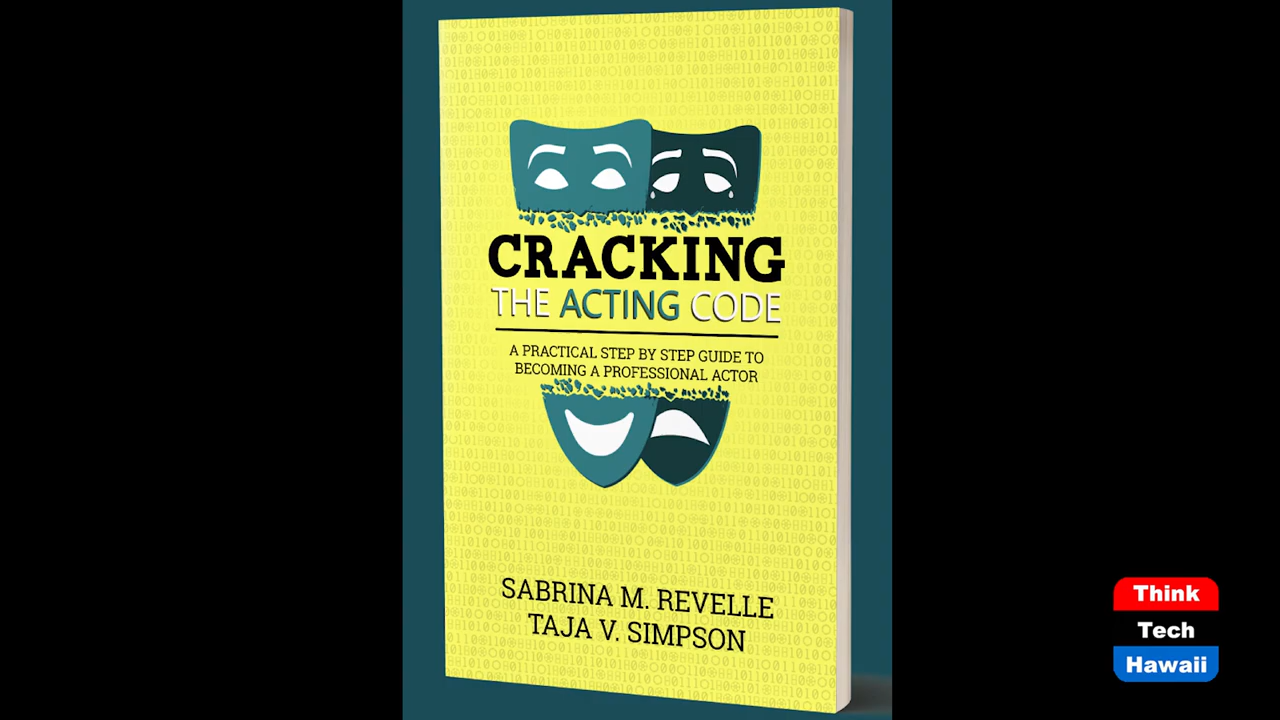 CRACKING
THE ACTING CODE
A PRACTICAL STEP BY STEP GUIDE TO
BECOMING A PROFESSIONAL ACTOR
SABRINA M. REVELLE
TAJA V. SIMPSON
Think
Tech
Hawaii